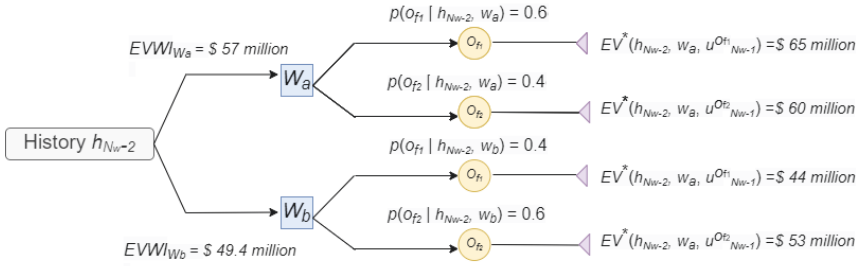 p(o_f1 | h_Nw-2, w_a) = 0.6
EVWI_Wa = $ 57 million
O_f1
EV*(h_Nw-2, w_a, u^Of1_Nw-1) =$ 65 million
W_a
p(o_f2 | h_Nw-2, w_a) = 0.4
O_f2
EV*(h_Nw-2, w_a, u^Of2_Nw-1) =$ 60 million
History h_Nw-2
p(o_f1 | h_Nw-2, w_b) = 0.4
O_f1
EV*(h_Nw-2, w_a, u^Of1_Nw-1) =$ 44 million
W_b
p(o_f2 | h_Nw-2, w_b) = 0.6
O_f2
EV*(h_Nw-2, w_a, u^Of2_Nw-1) =$ 53 million
EVWI_Wb = $ 49.4 million